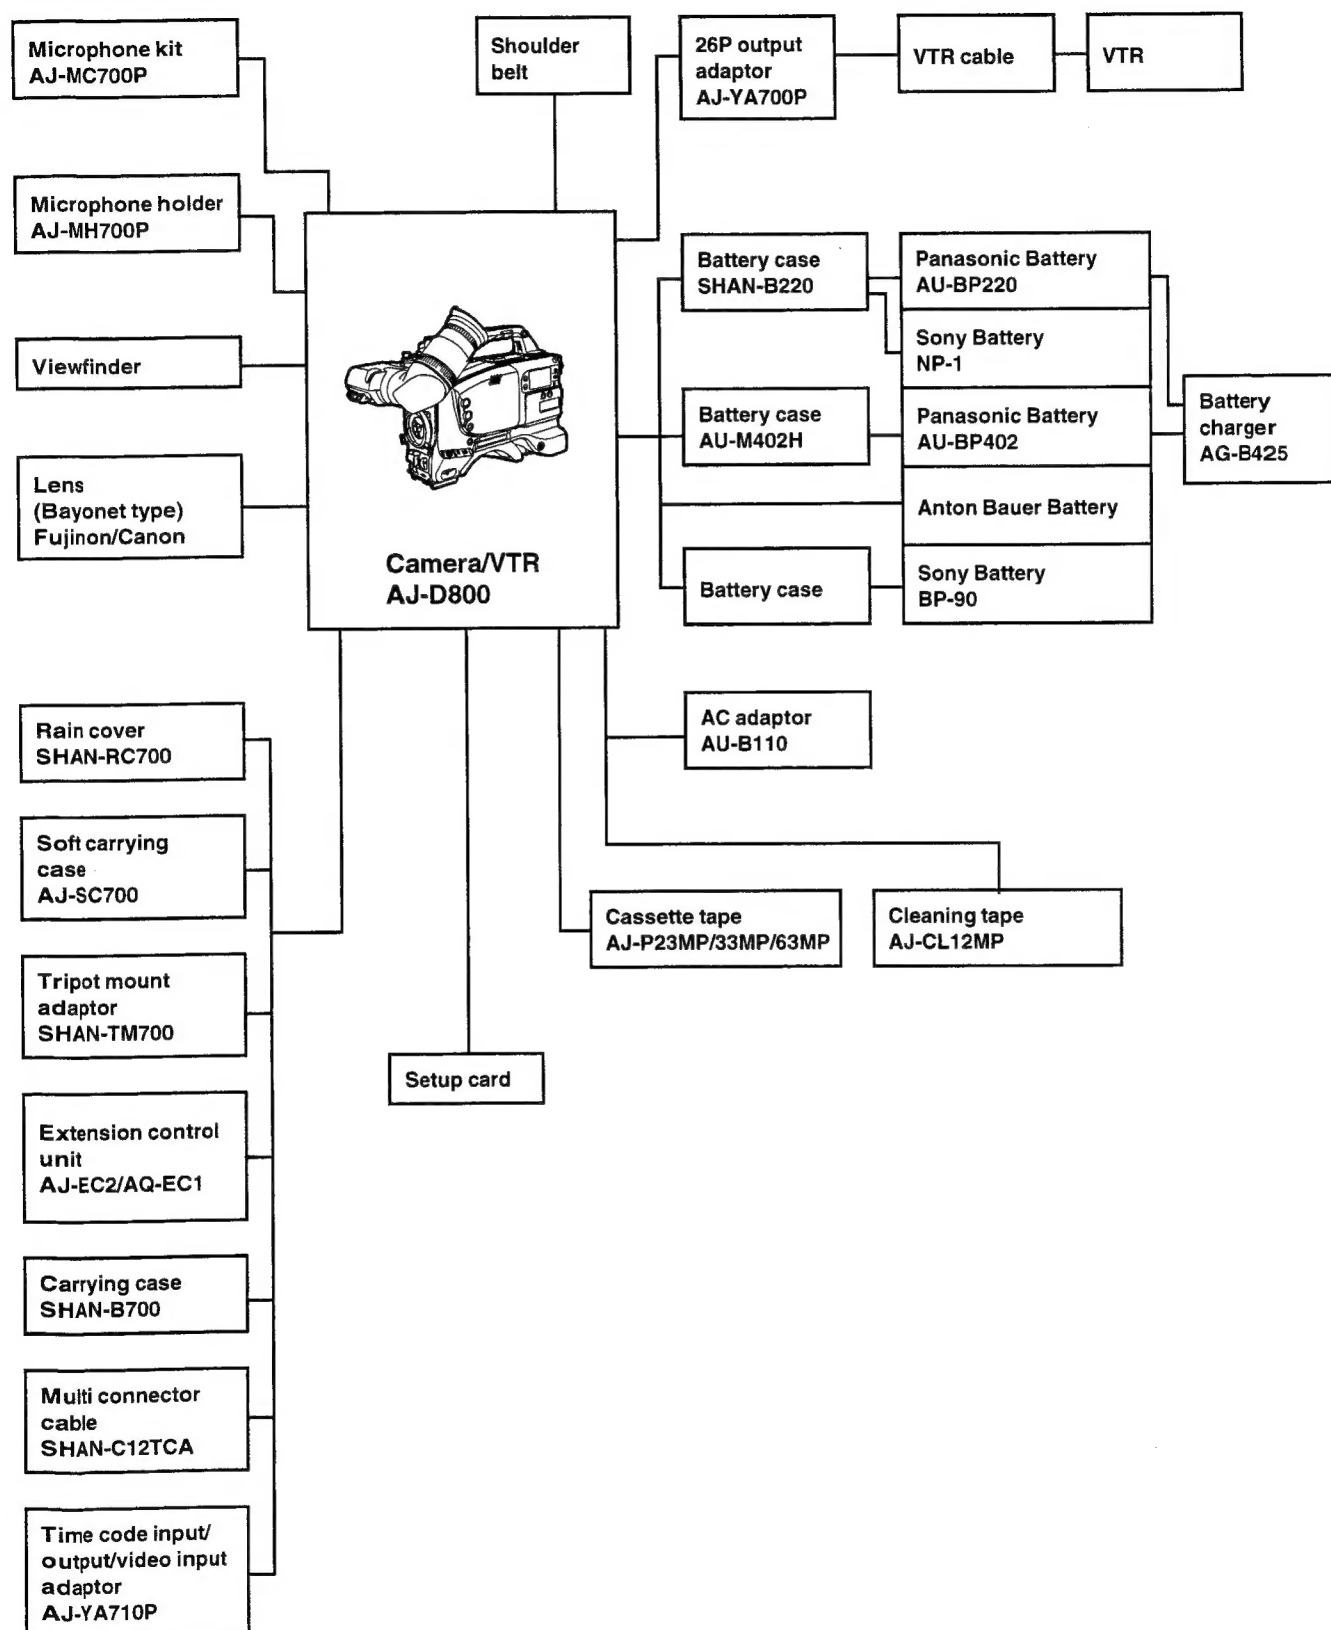 Microphone kit
AJ-MC700P
Shoulder
belt
26P output
adaptor
AJ-YA700P
VTR cable
VTR
Microphone holder
AJ-MH700P
Battery case
SHAN-B220
Panasonic Battery
AU-BP220
Sony Battery
NP-1
Viewfinder
Battery case
AU-M402H
Panasonic Battery
AU-BP402
Battery
charger
AG-B425
Lens
(Bayonet type)
Fujinon/Canon
Anton Bauer Battery
Camera/VTR
AJ-D800
Battery case
Sony Battery
BP-90
Rain cover
SHAN-RC700
AC adaptor
AU-B110
Soft carrying
case
AJ-SC700
Cassette tape
AJ-P23MP/33MP/63MP
Cleaning tape
AJ-CL12MP
Tripot mount
adaptor
SHAN-TM700
Setup card
Extension control
unit
AJ-EC2/AQ-EC1
Carrying case
SHAN-B700
Multi connector
cable
SHAN-C12TCA
Time code input/
output/video input
adaptor
AJ-YA710P